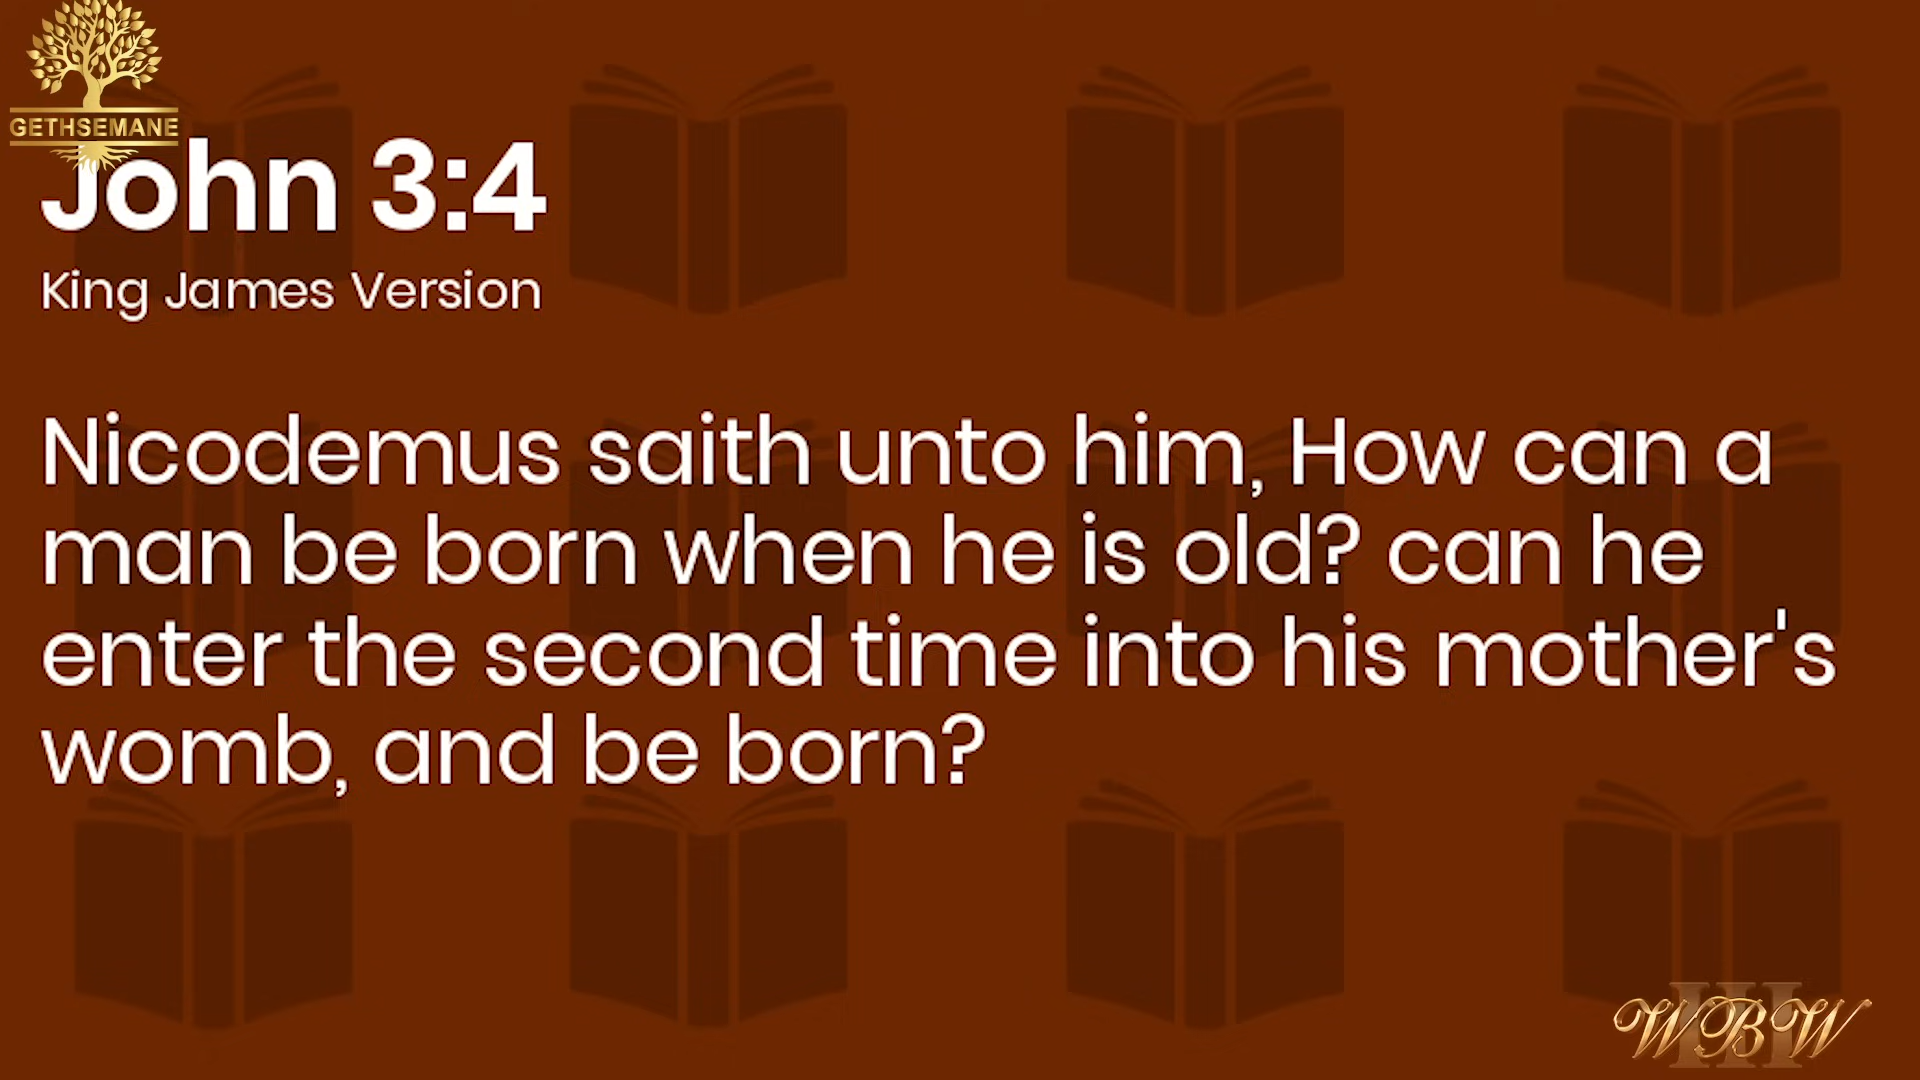 GETHSEMANE
John 3:4
King James Version
Nicodemus saith unto him, How can a
man be born when he is old? can he
enter the second time into his mother's
womb, and be born?
III
WBW